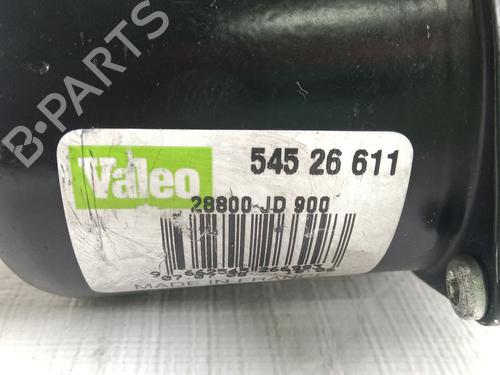 B-PARTS
Valeo
545 26 611
28800 JD 900
MADE IN FRANCE